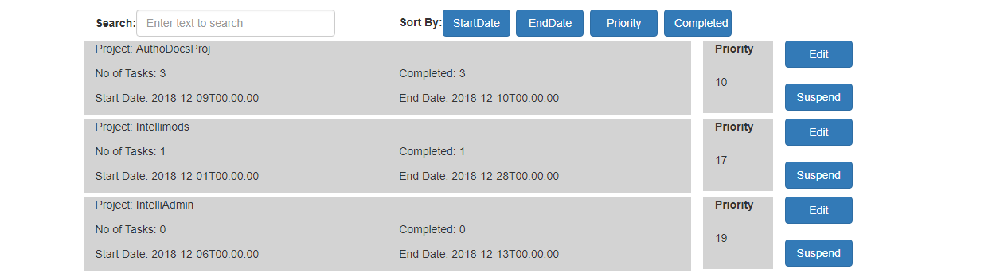 Search: Enter text to search Sort By: StartDate EndDate Priority Completed
Project: AuthoDocsProj Priority Edit
No of Tasks: 3 Completed: 3 10
Start Date: 2018-12-09T00:00:00 End Date: 2018-12-10T00:00:00 Suspend
Project: Intellimods Priority Edit
No of Tasks: 1 Completed: 1 17
Start Date: 2018-12-01T00:00:00 End Date: 2018-12-28T00:00:00 Suspend
Project: IntelliAdmin Priority Edit
No of Tasks: 0 Completed: 0 19
Start Date: 2018-12-06T00:00:00 End Date: 2018-12-13T00:00:00 Suspend